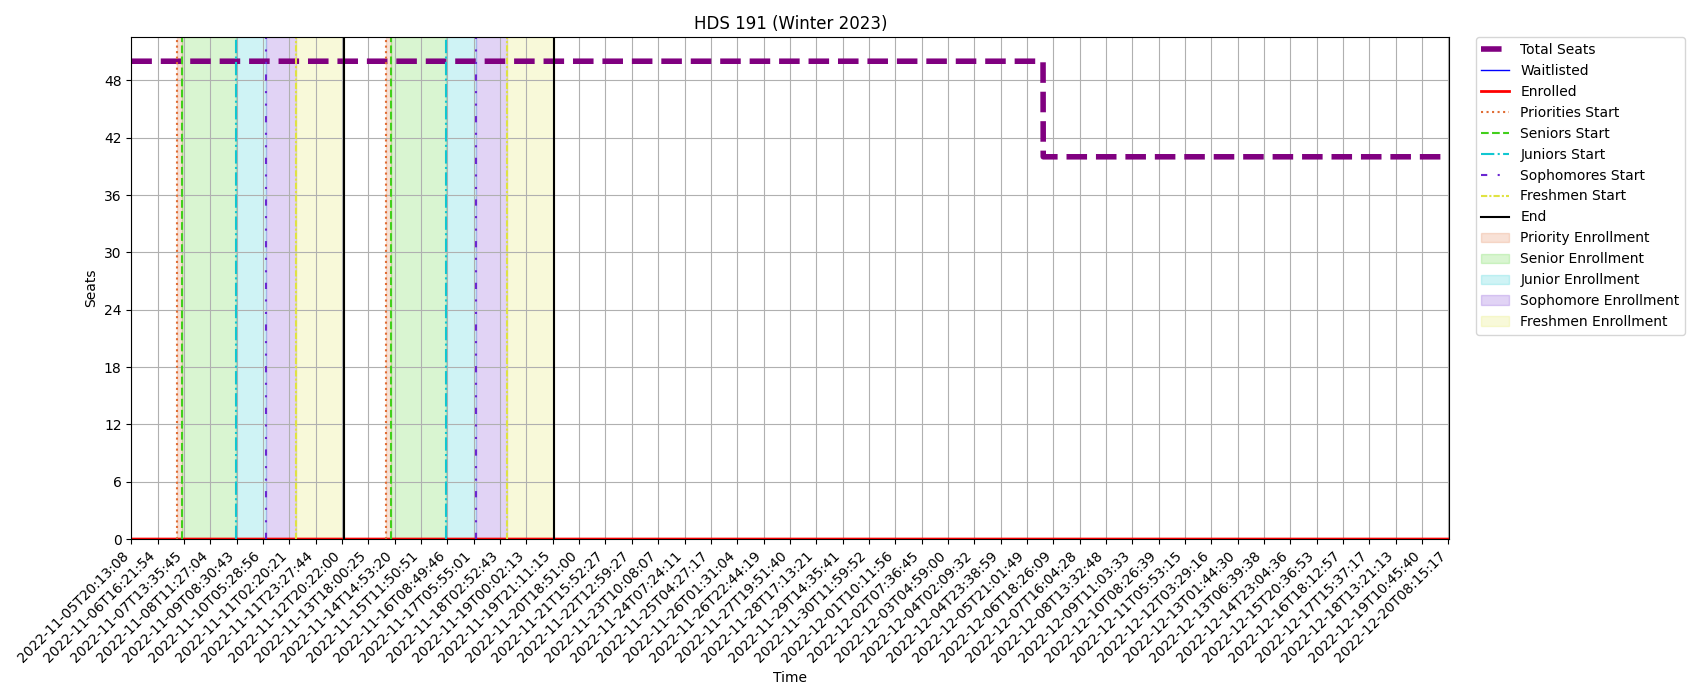 HDS 191 (Winter 2023)
Seats
48
42
36
30
24
18
12
6
0
2022-11-05T20:13:08
2022-11-06T16:21:54
2022-11-07T13:35:45
2022-11-08T11:27:04
2022-11-09T08:30:43
2022-11-10T05:28:56
2022-11-11T02:20:21
2022-11-11T23:27:44
2022-11-12T20:22:00
2022-11-13T18:00:25
2022-11-14T14:53:20
2022-11-15T11:50:51
2022-11-16T08:49:46
2022-11-17T05:55:01
2022-11-18T02:52:43
2022-11-19T00:02:13
2022-11-19T21:11:15
2022-11-20T18:51:00
2022-11-21T15:52:27
2022-11-22T12:59:27
2022-11-23T10:08:07
2022-11-24T07:24:11
2022-11-25T04:27:17
2022-11-26T01:31:04
2022-11-26T22:44:19
2022-11-27T19:51:40
2022-11-28T17:13:21
2022-11-29T14:35:41
2022-11-30T11:59:52
2022-12-01T10:11:56
2022-12-02T07:36:45
2022-12-03T04:59:00
2022-12-04T02:09:32
2022-12-04T23:38:59
2022-12-05T21:01:49
2022-12-06T18:26:09
2022-12-07T16:04:28
2022-12-08T13:32:48
2022-12-09T11:03:33
2022-12-10T08:26:39
2022-12-11T05:53:15
2022-12-12T03:29:16
2022-12-13T01:44:30
2022-12-13T06:39:38
2022-12-14T23:04:36
2022-12-15T20:36:53
2022-12-16T18:12:57
2022-12-17T15:37:17
2022-12-18T13:21:13
2022-12-19T10:45:40
2022-12-20T08:15:17
Time
Total Seats
Waitlisted
Enrolled
Priorities Start
Seniors Start
Juniors Start
Sophomores Start
Freshmen Start
End
Priority Enrollment
Senior Enrollment
Junior Enrollment
Sophomore Enrollment
Freshmen Enrollment